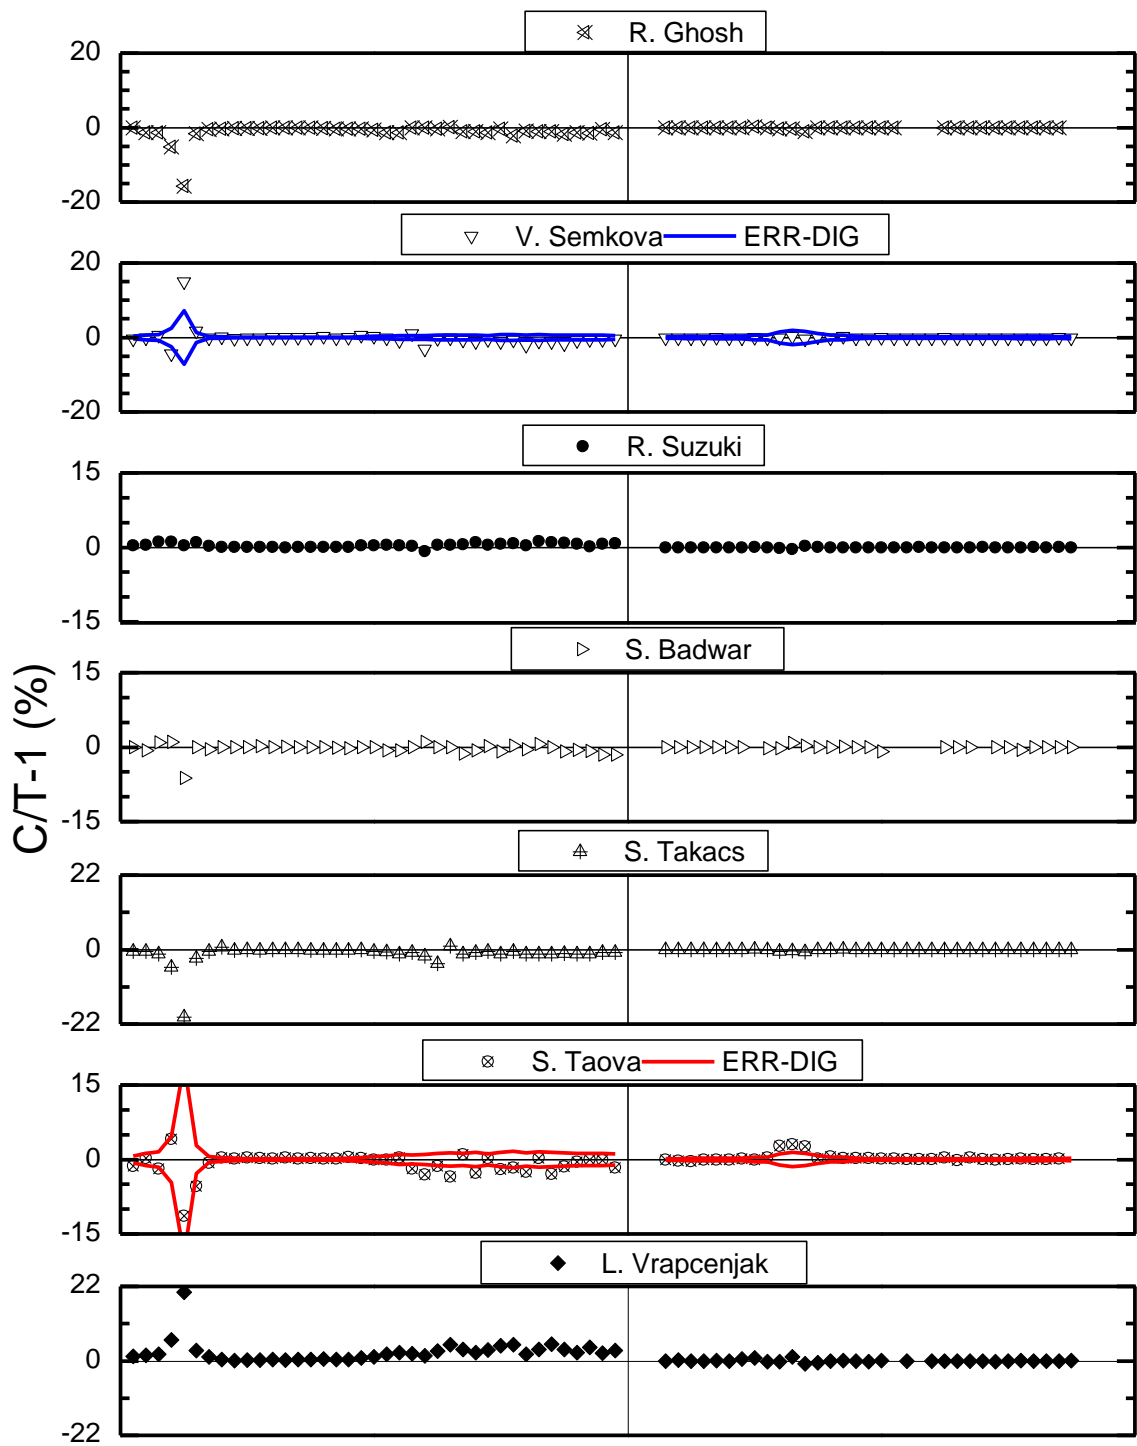 R. Ghosh
20
0
-20
V. Semkova ERR-DIG
20
0
-20
R. Suzuki
15
0
-15
S. Badwar
15
0
-15
C/T-1 (%)
S. Takacs
22
0
-22
S. Taova ERR-DIG
15
0
-15
L. Vrapcenjak
22
0
-22